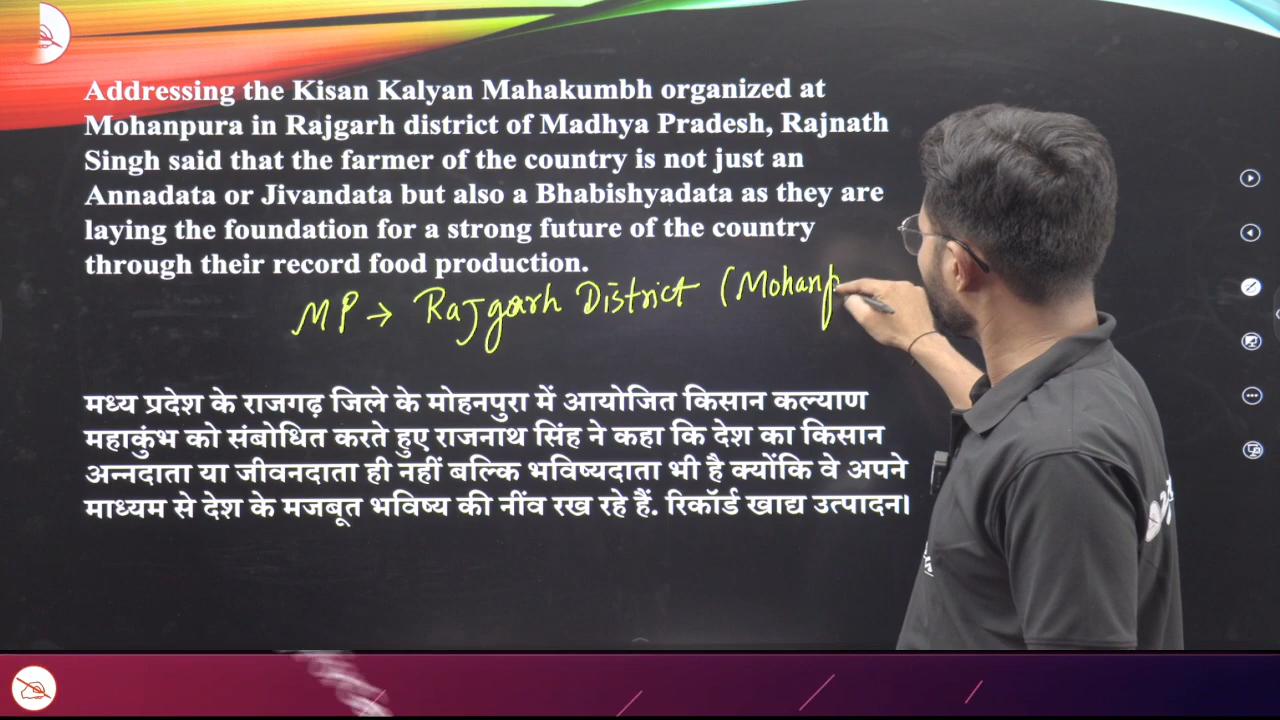 Addressing the Kisan Kalyan Mahakumbh organized at
Mohanpura in Rajgarh district of Madhya Pradesh, Rajnath
Singh said that the farmer of the country is not just an
Annadata or Jivandata but also a Bhabishyadata as they are
laying the foundation for a strong future of the country
through their record food production.
MP → Rajgarh District (Mohanp
मध्य प्रदेश के राजगढ़ जिले के मोहनपुरा में आयोजित किसान कल्याण
महाकुंभ को संबोधित करते हुए राजनाथ सिंह ने कहा कि देश का किसान
अन्नदाता या जीवनदाता ही नहीं बल्कि भविष्यदाता भी है क्योंकि वे अपने
माध्यम से देश के मजबूत भविष्य की नींव रख रहे हैं. रिकॉर्ड खाद्य उत्पादन।